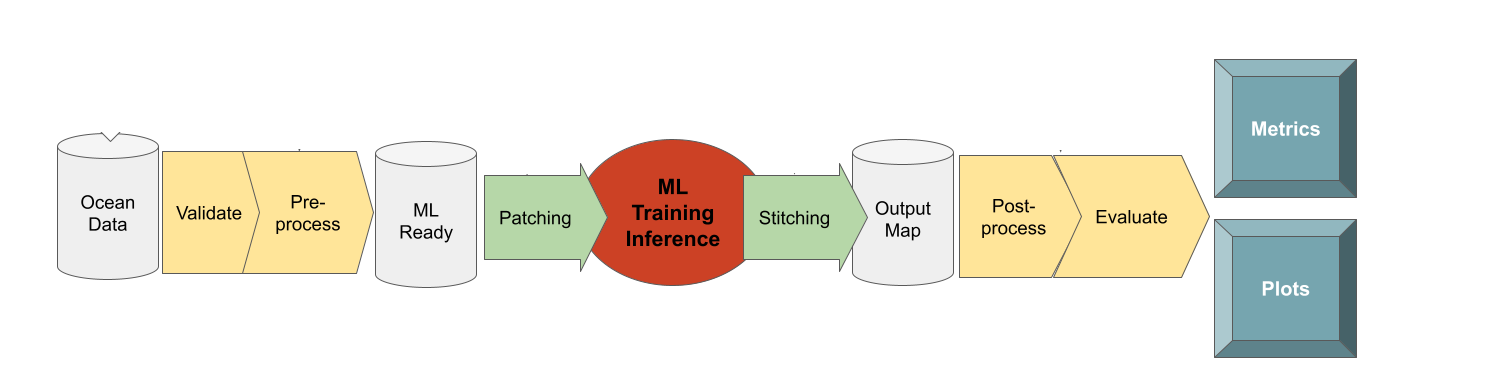 Ocean
Data
Validate
Pre-
process
ML
Ready
Patching
ML
Training
Inference
Stitching
Output
Map
Post-
process
Evaluate
Metrics
Plots